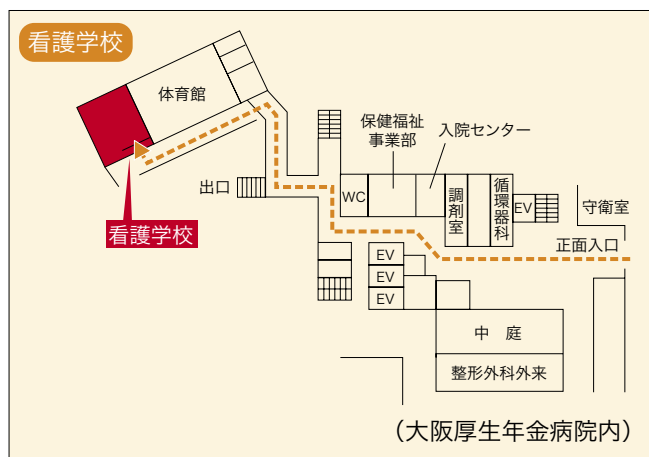 看護学校
体育館
保健福祉
事業部
入院センター
出口
WC
調剤室
循環器科
EV
守衛室
看護学校
正面入口
EV
EV
EV
中 庭
整形外科外来
（大阪厚生年金病院内）